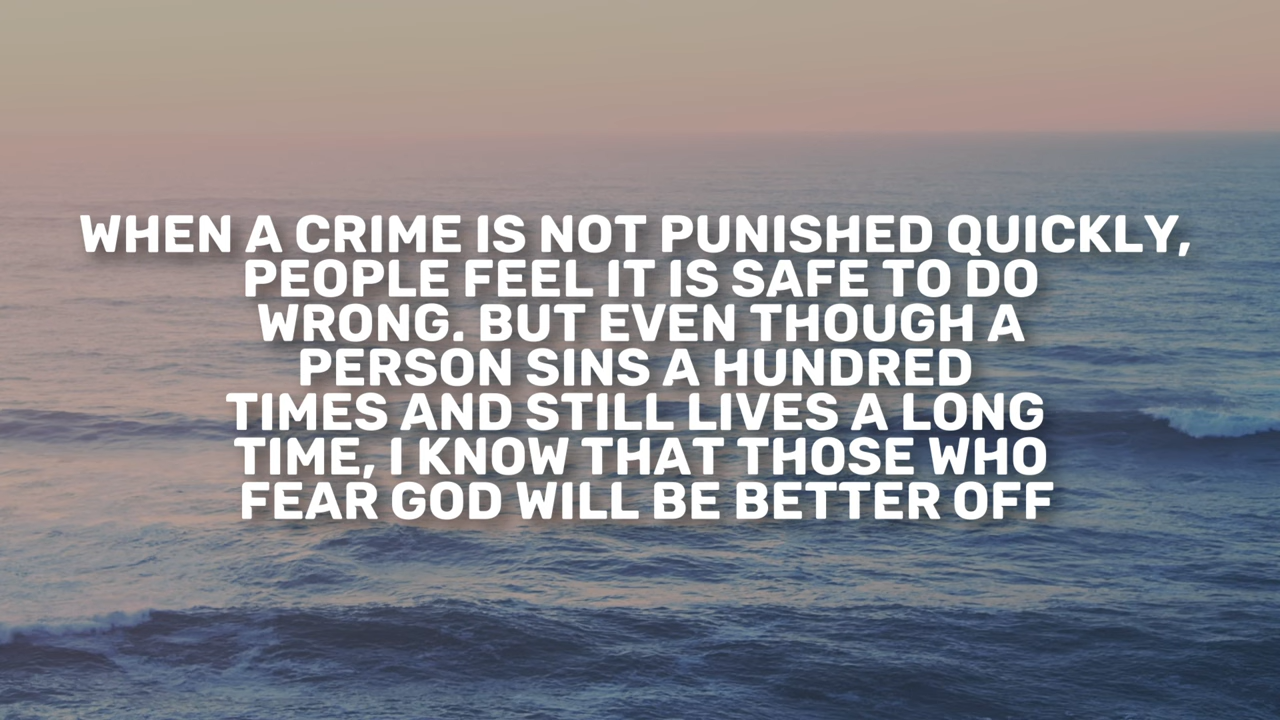 WHEN A CRIME IS NOT PUNISHED QUICKLY,
PEOPLE FEEL IT IS SAFE TO DO
WRONG. BUT EVEN THOUGH A
PERSON SINS A HUNDRED
TIMES AND STILL LIVES A LONG
TIME, I KNOW THAT THOSE WHO
FEAR GOD WILL BE BETTER OFF